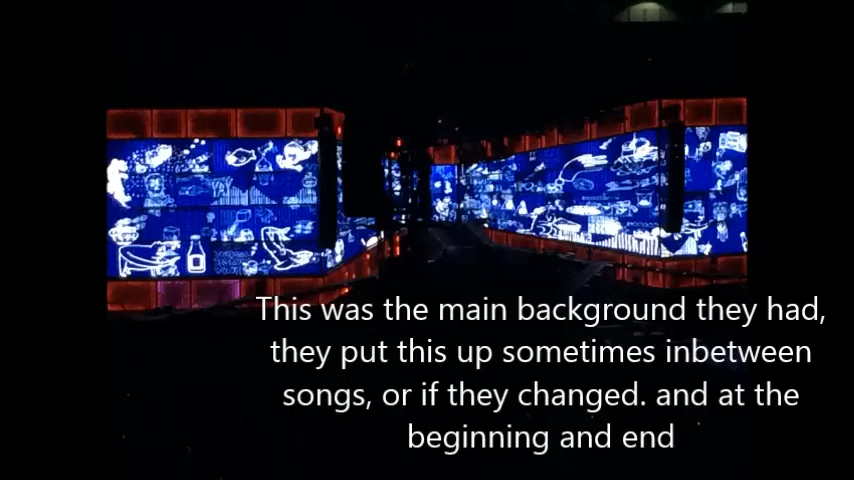 YAY
This was the main background they had,
they put this up sometimes inbetween
songs, or if they changed. and at the
beginning and end